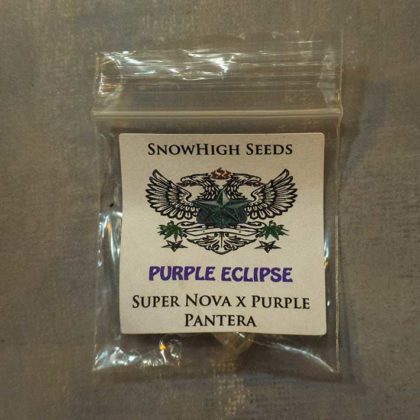 SnowHigh Seeds
PURPLE ECLIPSE
Super Nova x Purple
Pantera